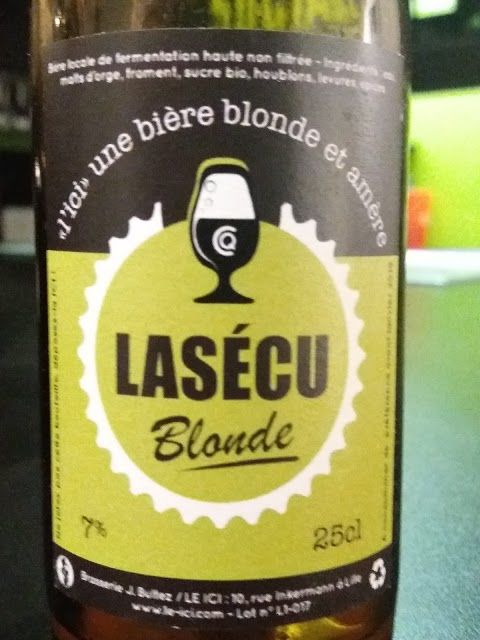 Bière locale de fermentation haute non filtrée - Ingrédients : eau,
malts d'orge, froment, sucre bio, houblons, levures, épices
«l'ici» une bière blonde et amère
LASÉCU
Blonde
7%
25cl
Brasserie J. Buffez / LE ICI : 10, rue Inkermann à Lille
www.le-ici.com - Lot n° L1-017